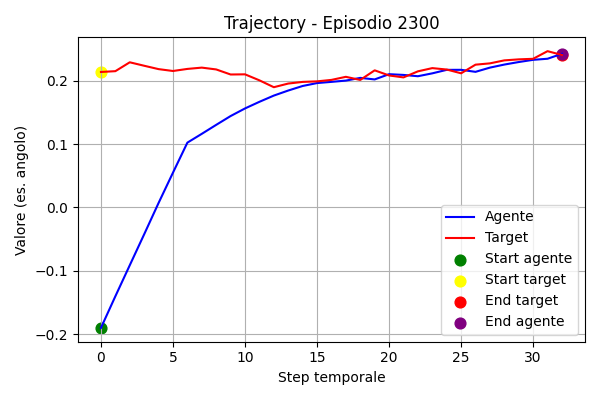 Trajectory - Episodio 2300
Valore (es. angolo)
0.2
0.1
0.0
−0.1
−0.2
0
5
10
15
20
25
30
Step temporale
Agente
Target
Start agente
Start target
End target
End agente